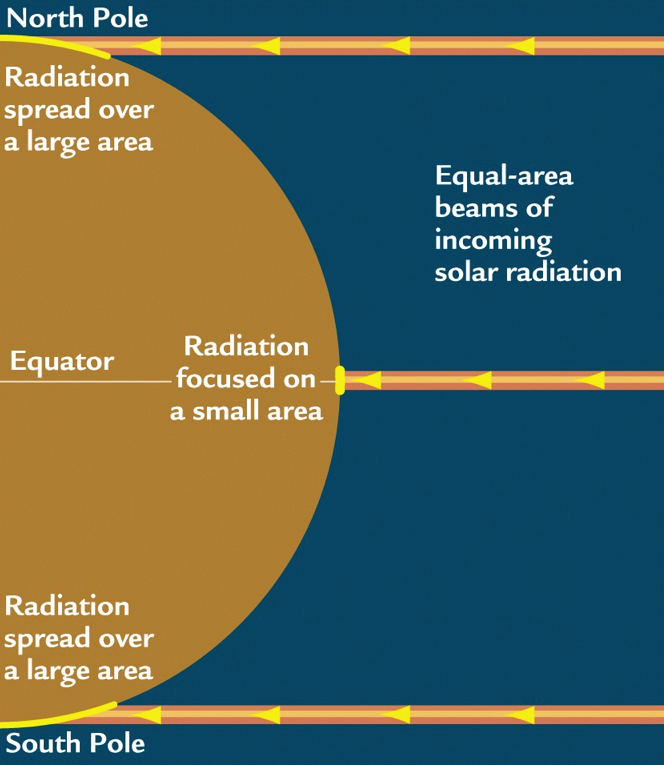 North Pole
Radiation
spread over
a large area
Equal-area
beams of
incoming
solar radiation
Equator
Radiation
focused on
a small area
Radiation
spread over
a large area
South Pole